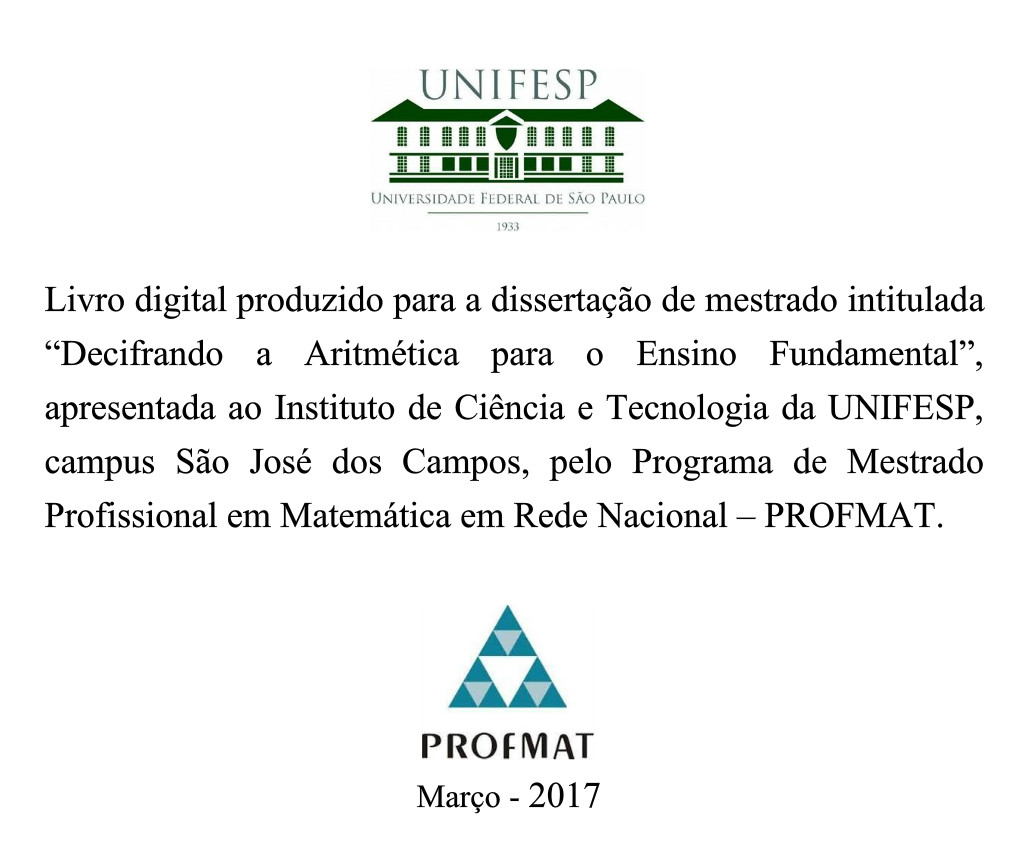 UNIFESP
UNIVERSIDADE FEDERAL DE SÃO PAULO
1933
Livro digital produzido para a dissertação de mestrado intitulada
“Decifrando a Aritmética para o Ensino Fundamental”,
apresentada ao Instituto de Ciência e Tecnologia da UNIFESP,
campus São José dos Campos, pelo Programa de Mestrado
Profissional em Matemática em Rede Nacional – PROFMAT.
PROFMAT
Março - 2017